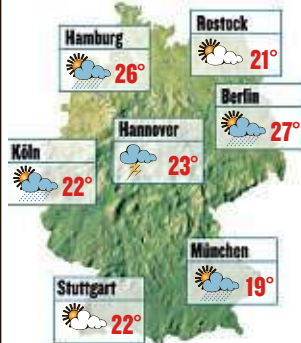 Rostock
21°
Hamburg
26°
Berlin
27°
Hannover
23°
Köln
22°
München
19°
Stuttgart
22°